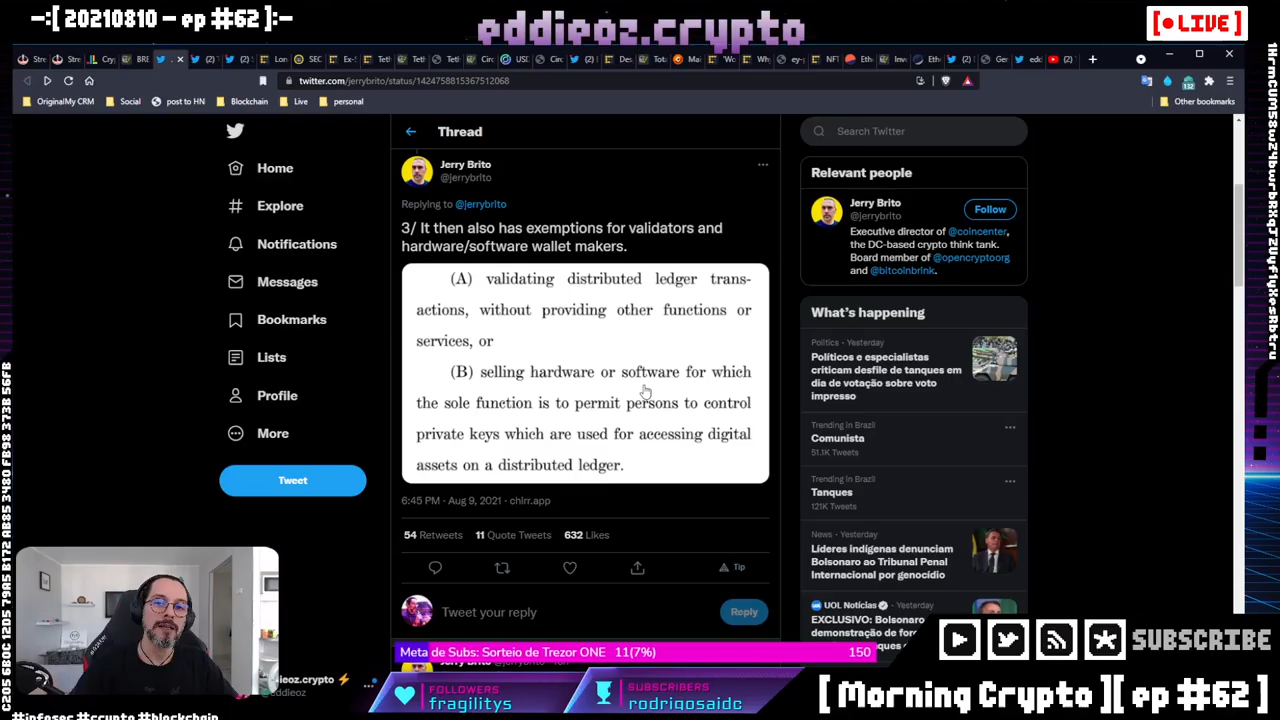 -:[ 20210810 - ep #62 ]:-
eddieoz.crypto
[ LIVE ]
twitter.com/jerrybrito/status/1424758815367512068
OriginalMy CRM
Social
post to HN
Blockchain
Live
personal
Other bookmarks
Home
Explore
Notifications
Messages
Bookmarks
Lists
Profile
More
Tweet
Thread
Jerry Brito
@jerrybrito
Replying to @jerrybrito
3/ It then also has exemptions for validators and
hardware/software wallet makers.
(A) validating distributed ledger trans-
actions, without providing other functions or
services, or
(B) selling hardware or software for which
the sole function is to permit persons to control
private keys which are used for accessing digital
assets on a distributed ledger.
6:45 PM · Aug 9, 2021 · chirr.app
54 Retweets 11 Quote Tweets 632 Likes
Tip
Tweet your reply
Reply
Search Twitter
Relevant people
Jerry Brito
@jerrybrito
Follow
Executive director of @coincenter,
the DC-based crypto think tank.
Board member of @opencryptoorg
and @bitcoinbrink.
What's happening
Politics · Yesterday
Políticos e especialistas
criticam desfile de tanques em
dia de votação sobre voto
impresso
Trending in Brazil
Comunista
51.1K Tweets
Trending in Brazil
Tanques
121K Tweets
News · Yesterday
Líderes indígenas denunciam
Bolsonaro ao Tribunal Penal
Internacional por genocídio
UOL Notícias · Yesterday
EXCLUSIVO: Bolsonaro
Meta de Subs: Sorteio de Trezor ONE 11(7%) 150
FOLLOWERS
fragilitys
SUBSCRIBERS
rodrigosaidc
SUBSCRIBE
[ Morning Crypto ][ ep #62 ]
#infosec #crypto #blockchain